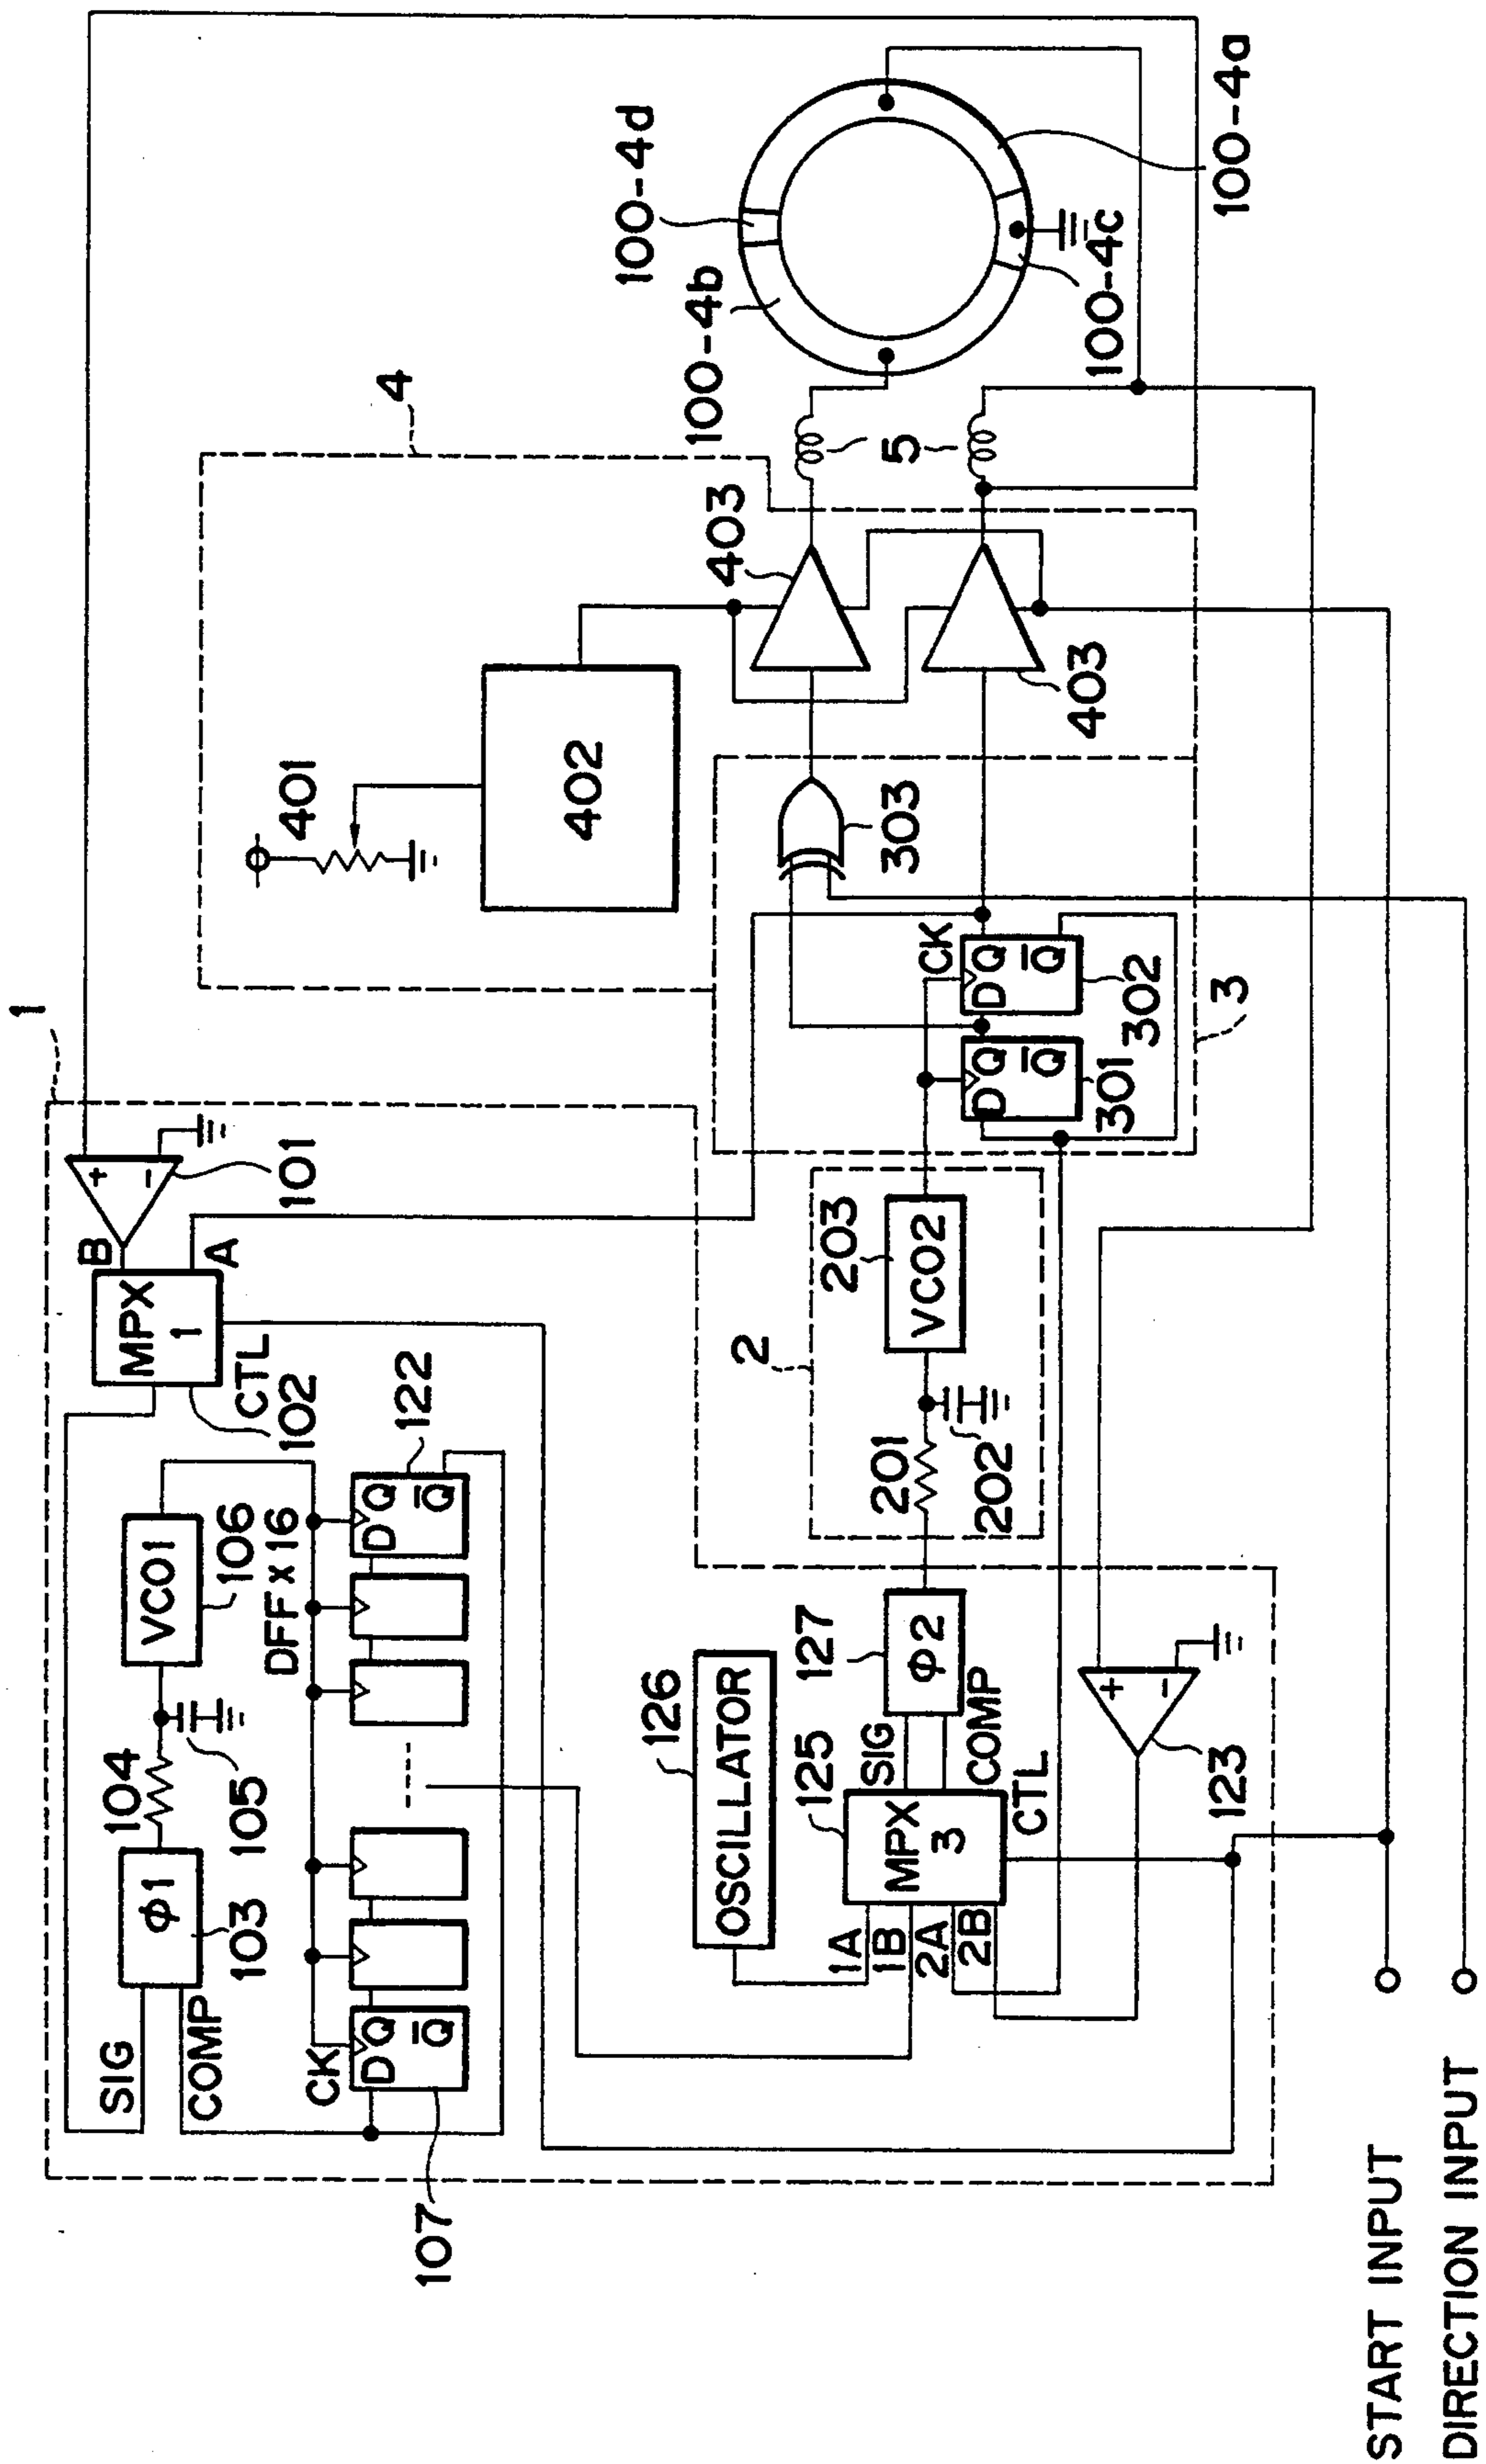 1
+
−
101
B
A
MPX
1
CTL
102
VCO1
106
104
105
Φ1
103
SIG
COMP
DFF x 16
CK
D Q
Q̅
107
D Q
Q̅
122
4
401
402
403
403
5
100-4d
100-4b
100-4c
100-4a
303
CK
D Q
Q̅
302
D Q
Q̅
301
3
2
203
VCO2
201
202
126
OSCILLATOR
127
Φ2
SIG
COMP
125
MPX
3
CTL
1A
1B
2A
2B
+
−
123
START INPUT
DIRECTION INPUT